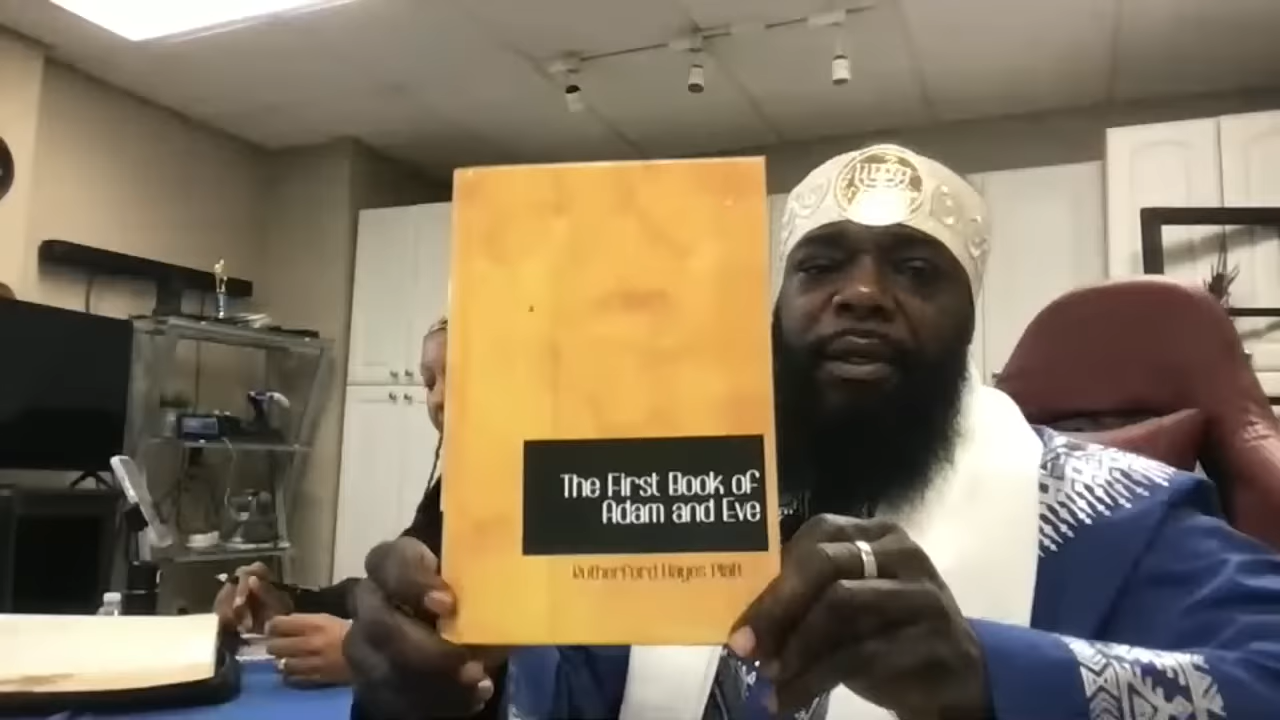 The First Book of
Adam and Eve
Rutherford Hayes Platt